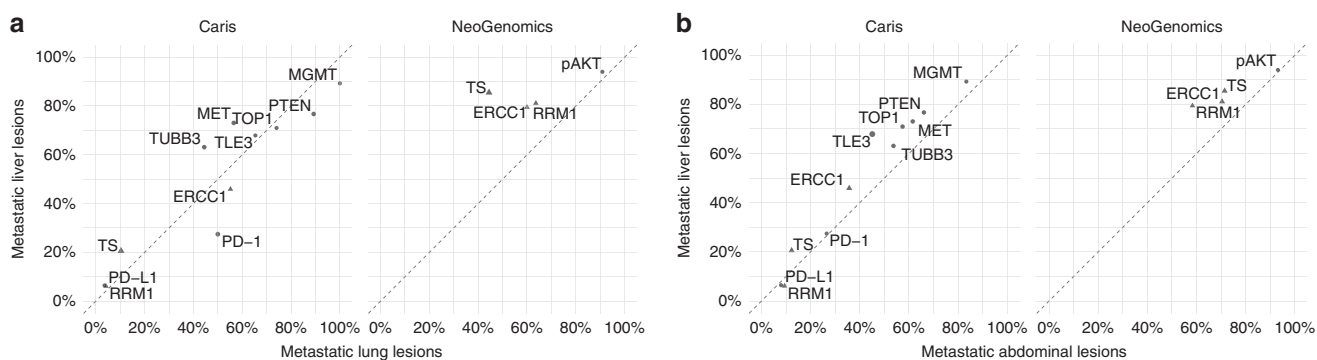 a
Caris
NeoGenomics
Metastatic liver lesions
100%
80%
60%
40%
20%
0%
MGMT
PTEN
MET
TOP1
TUBB3
TLE3
ERCC1
PD–1
TS
PD–L1
RRM1
pAKT
TS
ERCC1
RRM1
0% 20% 40% 60% 80% 100%
0% 20% 40% 60% 80% 100%
Metastatic lung lesions
b
Caris
NeoGenomics
Metastatic liver lesions
100%
80%
60%
40%
20%
0%
MGMT
PTEN
TOP1
MET
TLE3
TUBB3
ERCC1
PD–1
TS
PD–L1
RRM1
pAKT
TS
ERCC1
RRM1
0% 20% 40% 60% 80% 100%
0% 20% 40% 60% 80% 100%
Metastatic abdominal lesions